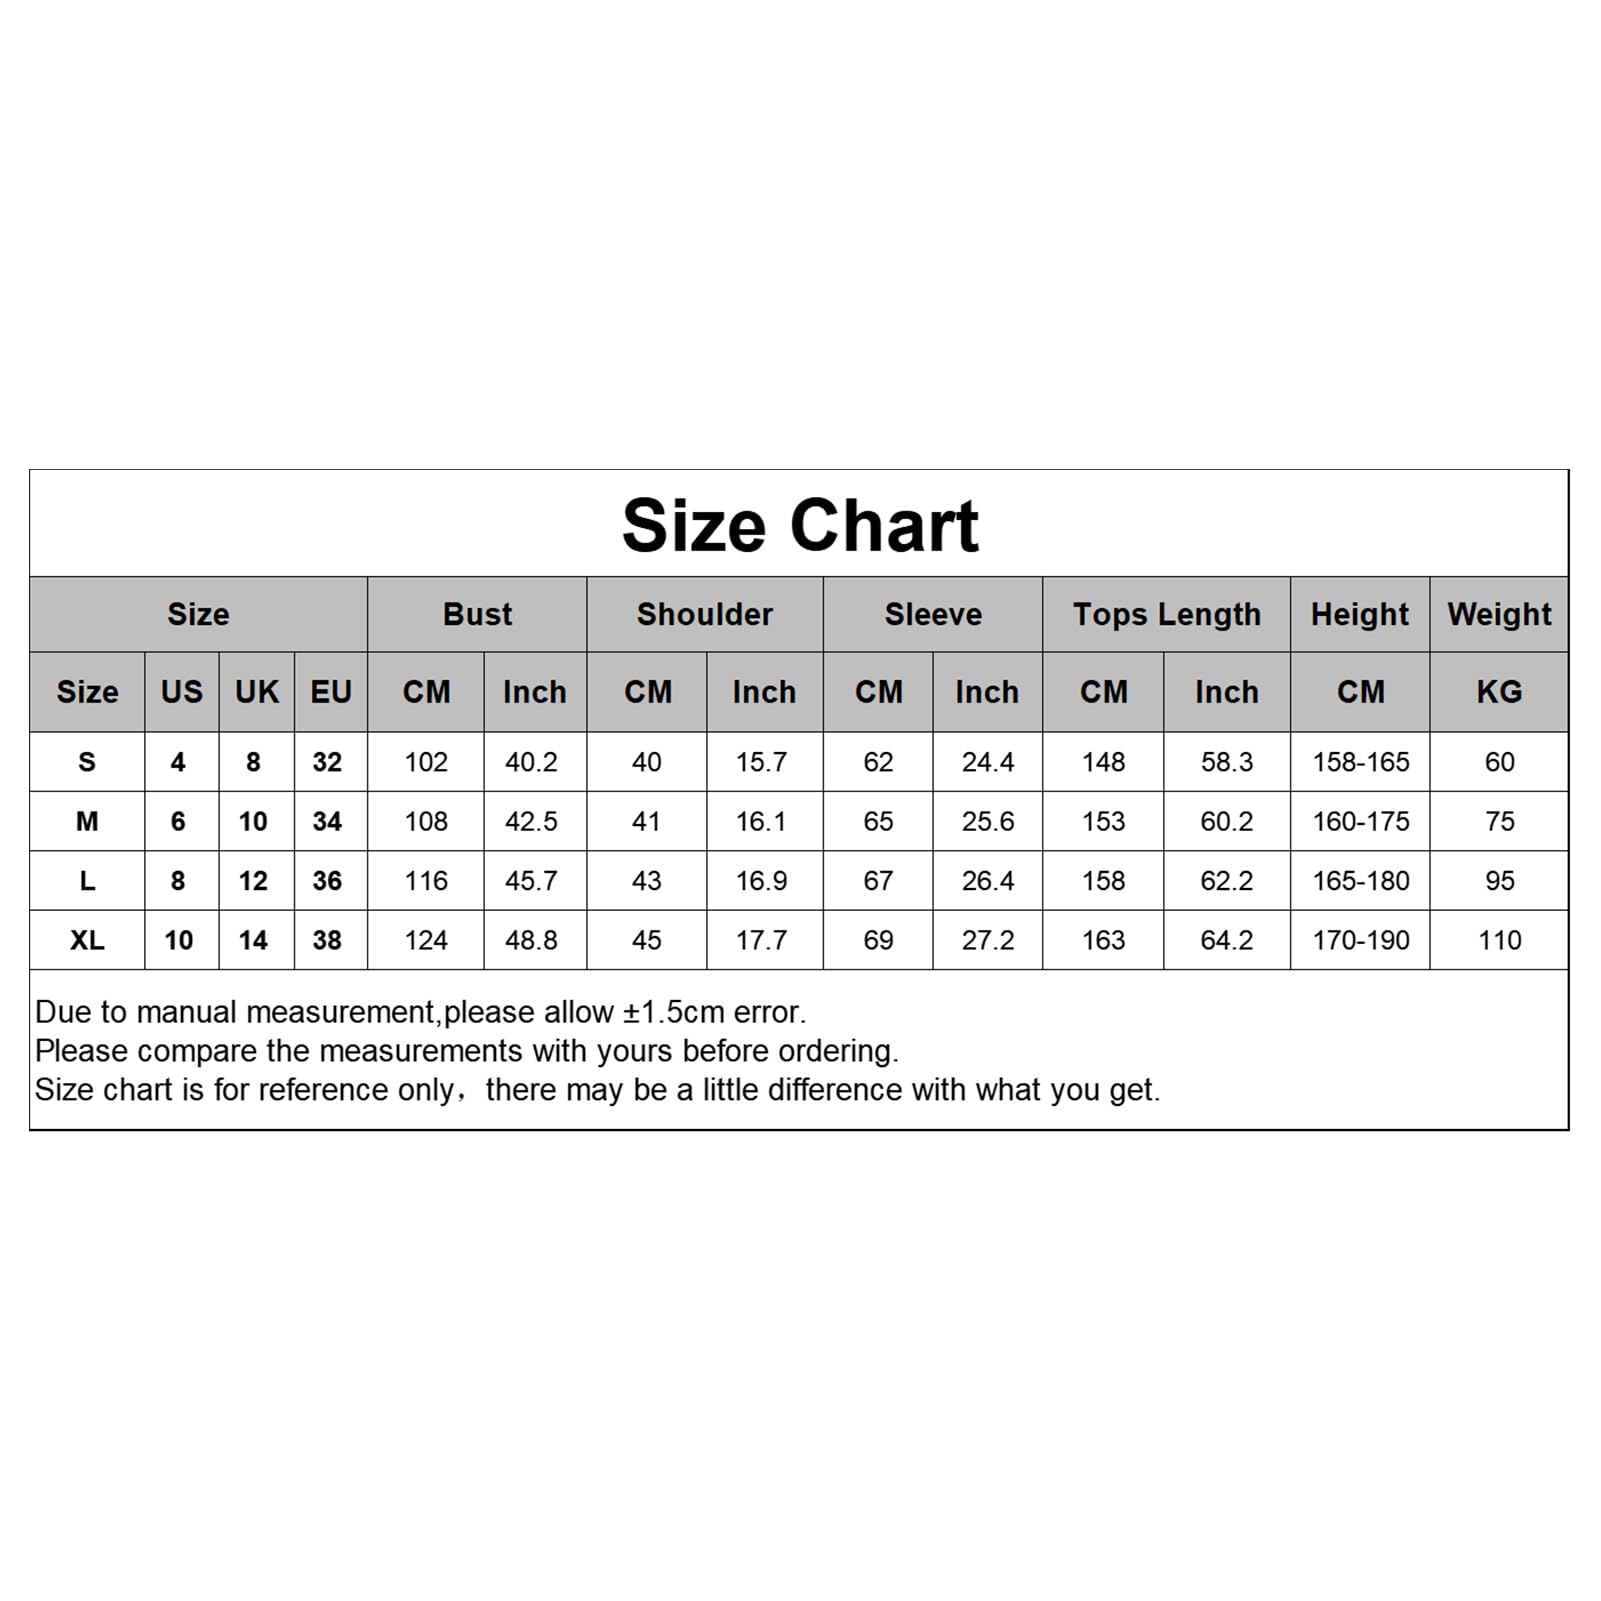 Size Chart
Size Bust Shoulder Sleeve Tops Length Height Weight
Size US UK EU CM Inch CM Inch CM Inch CM Inch CM KG
S 4 8 32 102 40.2 40 15.7 62 24.4 148 58.3 158-165 60
M 6 10 34 108 42.5 41 16.1 65 25.6 153 60.2 160-175 75
L 8 12 36 116 45.7 43 16.9 67 26.4 158 62.2 165-180 95
XL 10 14 38 124 48.8 45 17.7 69 27.2 163 64.2 170-190 110
Due to manual measurement,please allow ±1.5cm error.
Please compare the measurements with yours before ordering.
Size chart is for reference only，there may be a little difference with what you get.